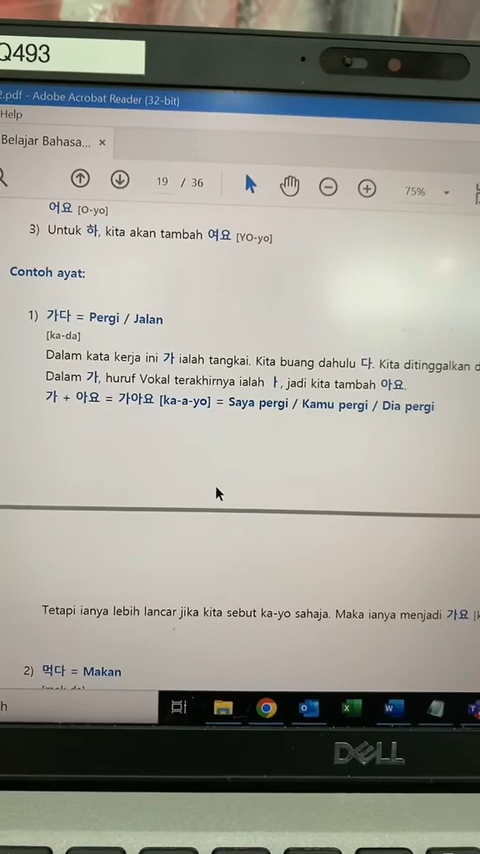 Q493
2.pdf - Adobe Acrobat Reader (32-bit)
Help
Belajar Bahasa... ×
19 / 36
75%
어요 [O-yo]
3) Untuk 하, kita akan tambah 여요 [YO-yo]
Contoh ayat:
1) 가다 = Pergi / Jalan
[ka-da]
Dalam kata kerja ini 가 ialah tangkai. Kita buang dahulu 다. Kita ditinggalkan d
Dalam 가, huruf Vokal terakhirnya ialah ㅏ, jadi kita tambah 아요.
가 + 아요 = 가아요 [ka-a-yo] = Saya pergi / Kamu pergi / Dia pergi
Tetapi ianya lebih lancar jika kita sebut ka-yo sahaja. Maka ianya menjadi 가요 [k
2) 먹다 = Makan
h
DELL